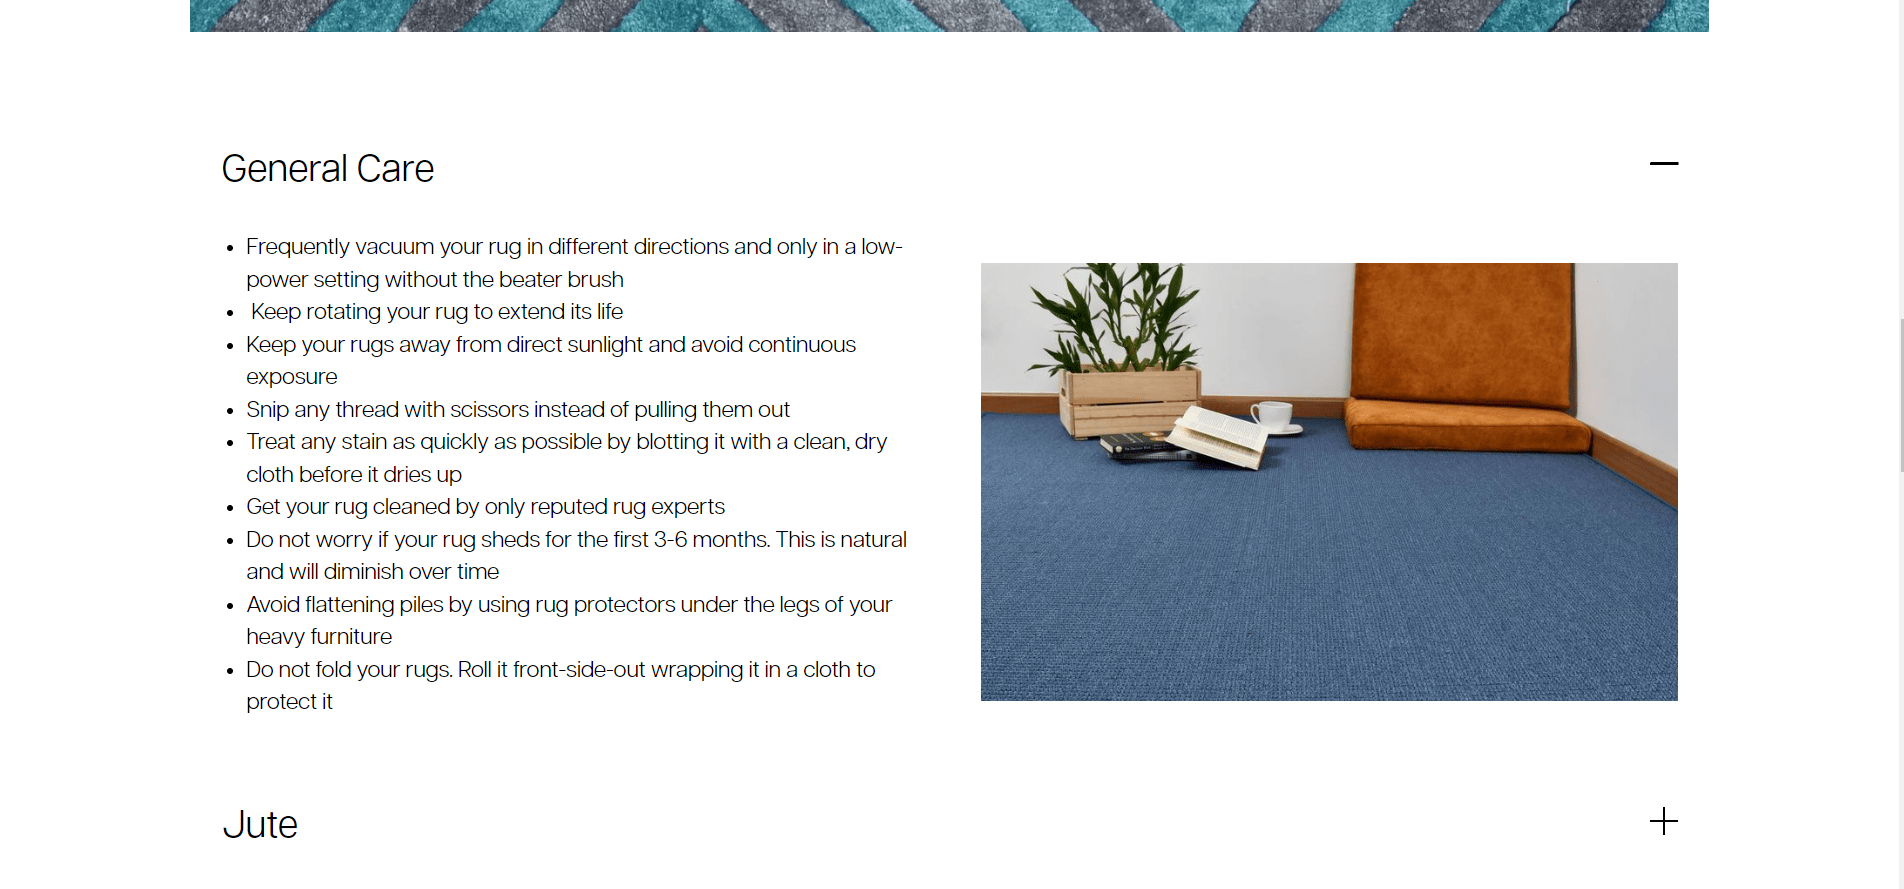 General Care
• Frequently vacuum your rug in different directions and only in a low-
power setting without the beater brush
• Keep rotating your rug to extend its life
• Keep your rugs away from direct sunlight and avoid continuous
exposure
• Snip any thread with scissors instead of pulling them out
• Treat any stain as quickly as possible by blotting it with a clean, dry
cloth before it dries up
• Get your rug cleaned by only reputed rug experts
• Do not worry if your rug sheds for the first 3-6 months. This is natural
and will diminish over time
• Avoid flattening piles by using rug protectors under the legs of your
heavy furniture
• Do not fold your rugs. Roll it front-side-out wrapping it in a cloth to
protect it
Jute